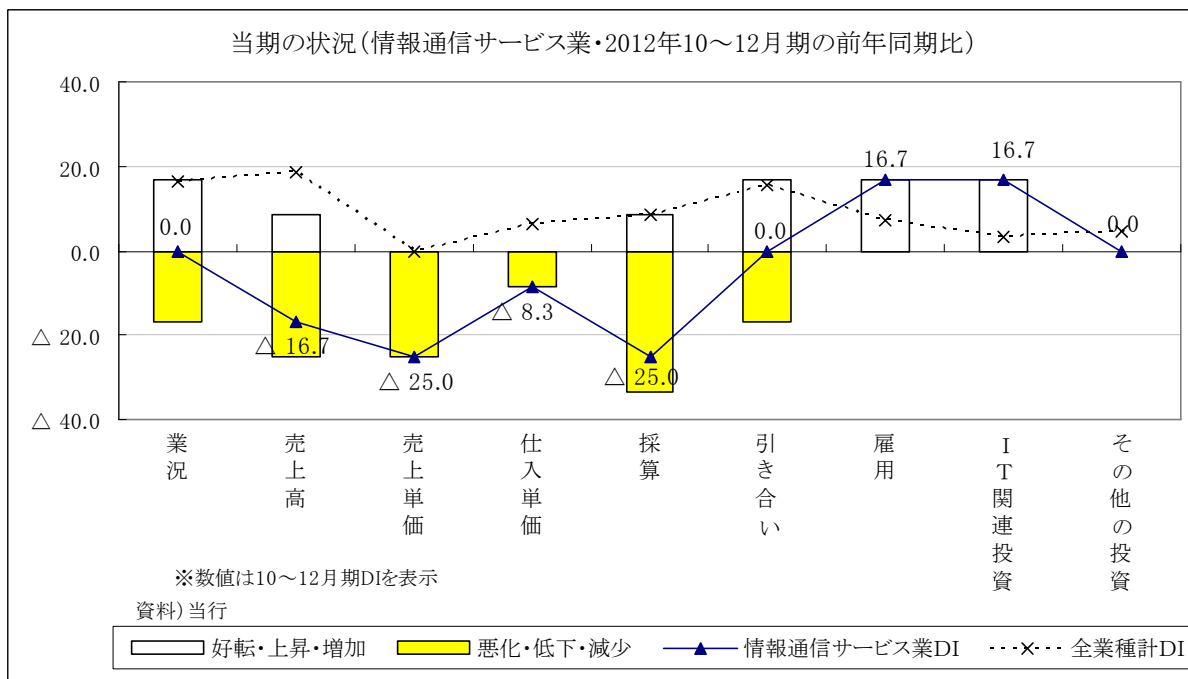 当期の状況(情報通信サービス業・2012年10～12月期の前年同期比)
40.0
20.0
0.0
△ 20.0
△ 40.0
0.0
△ 16.7
△ 25.0
△ 8.3
△ 25.0
0.0
16.7
16.7
0.0
業況
売上高
売上単価
仕入単価
採算
引き合い
雇用
IT関連投資
その他の投資
※数値は10～12月期DIを表示
資料)当行
好転・上昇・増加 悪化・低下・減少 情報通信サービス業DI 全業種計DI